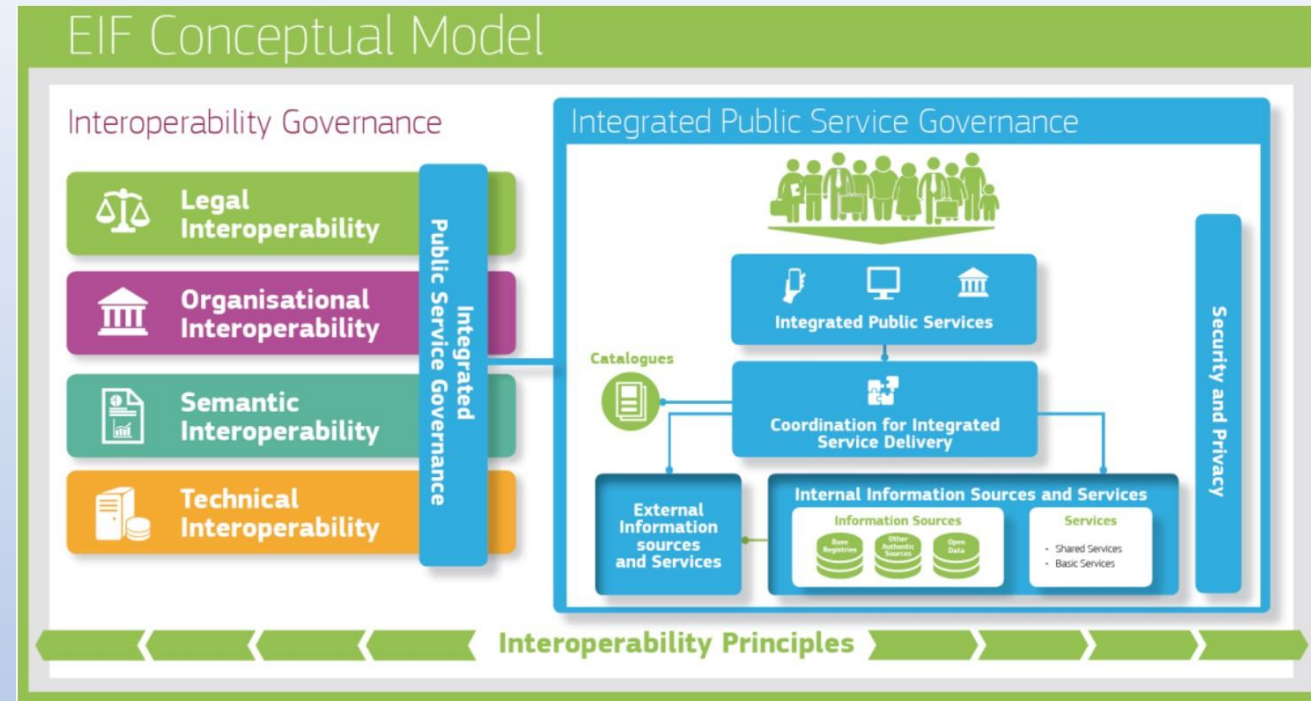 EIF Conceptual Model
Interoperability Governance
Legal
Interoperability
Organisational
Interoperability
Semantic
Interoperability
Technical
Interoperability
Integrated
Public Service Governance
Integrated Public Service Governance
Integrated Public Services
Catalogues
Coordination for Integrated
Service Delivery
External
Information
sources
and Services
Internal Information Sources and Services
Information Sources
Base
Registries
Other
Authentic
Sources
Open
Data
Services
- Shared Services
- Basic Services
Security and Privacy
Interoperability Principles